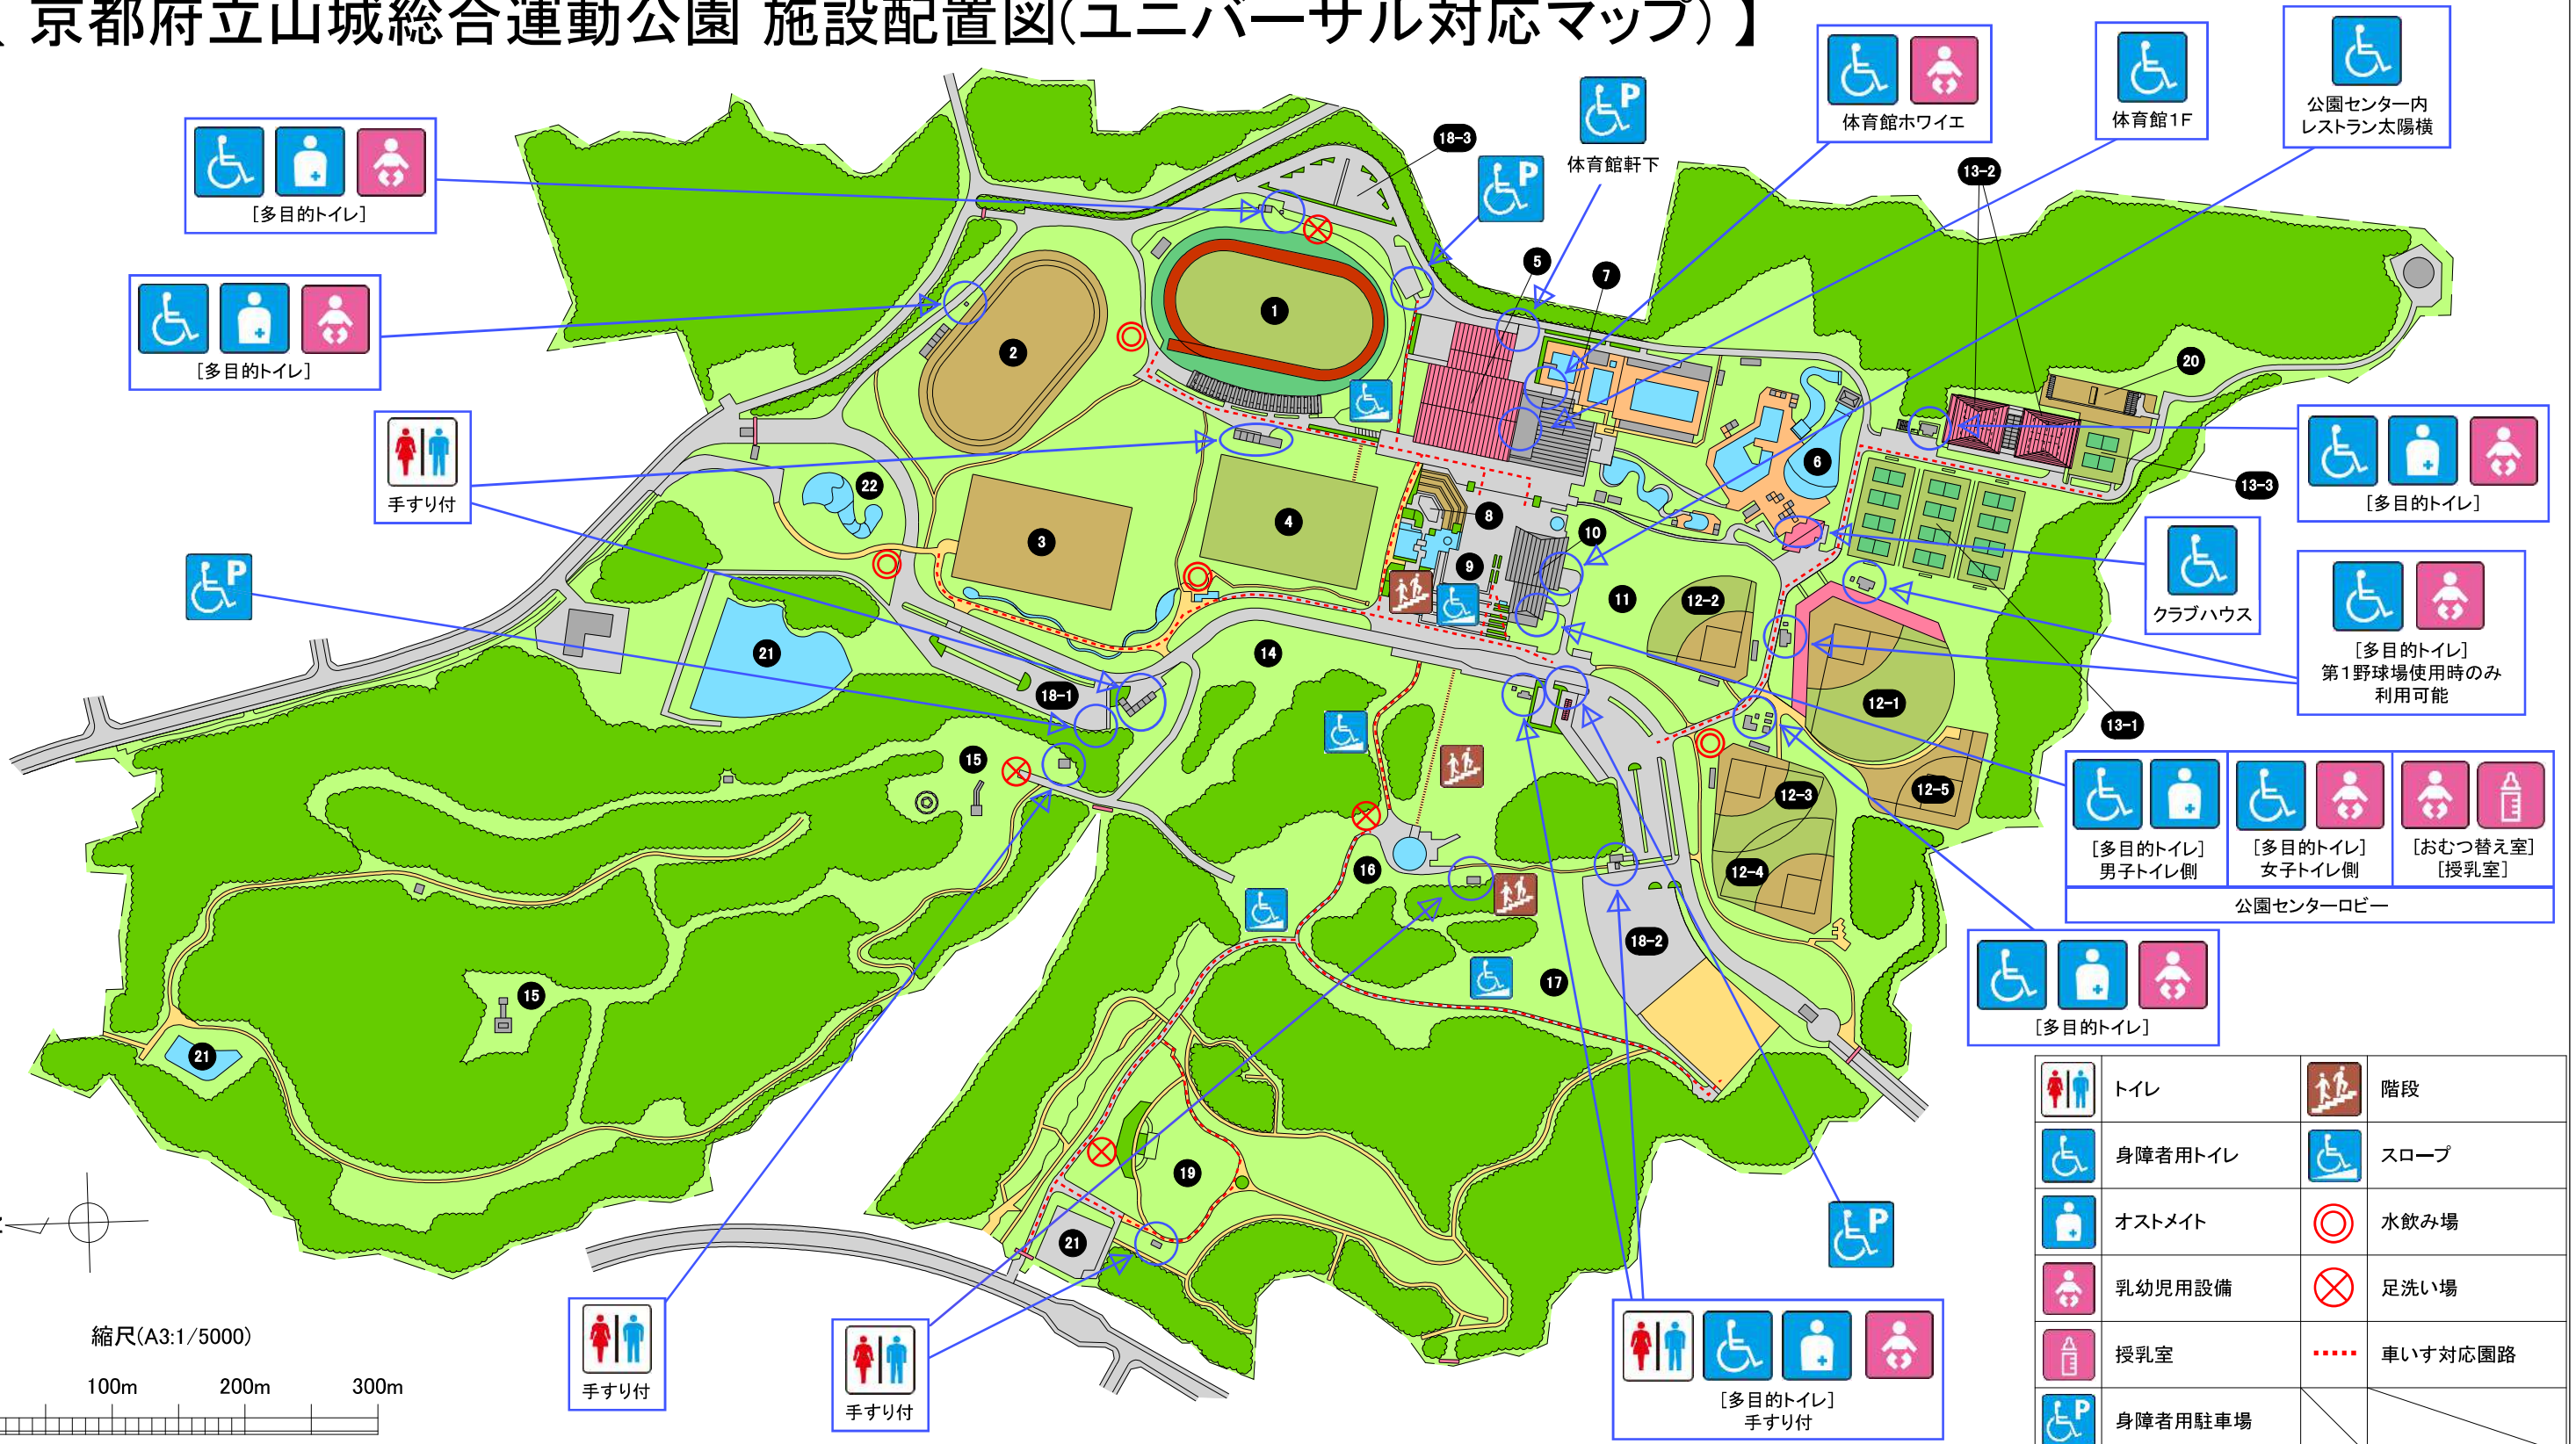 京都府立山城総合運動公園 施設配置図(ユニバーサル対応マップ)】
体育館ホワイエ
体育館1F
公園センター内
レストラン太陽横
体育館軒下
[多目的トイレ]
[多目的トイレ]
手すり付
18-3
13-2
5
7
1
2
20
6
22
13-3
[多目的トイレ]
8
4
3
10
9
11
12-2
クラブハウス
[多目的トイレ]
第1野球場使用時のみ
利用可能
21
14
18-1
12-1
13-1
15
12-3
12-5
16
12-4
[多目的トイレ]
男子トイレ側
[多目的トイレ]
女子トイレ側
[おむつ替え室]
[授乳室]
公園センターロビー
18-2
17
15
21
[多目的トイレ]
19
21
トイレ
階段
身障者用トイレ
スロープ
オストメイト
水飲み場
乳幼児用設備
足洗い場
授乳室
車いす対応園路
身障者用駐車場
縮尺(A3:1/5000)
100m
200m
300m
手すり付
手すり付
[多目的トイレ]
手すり付
P
P
P
P
P